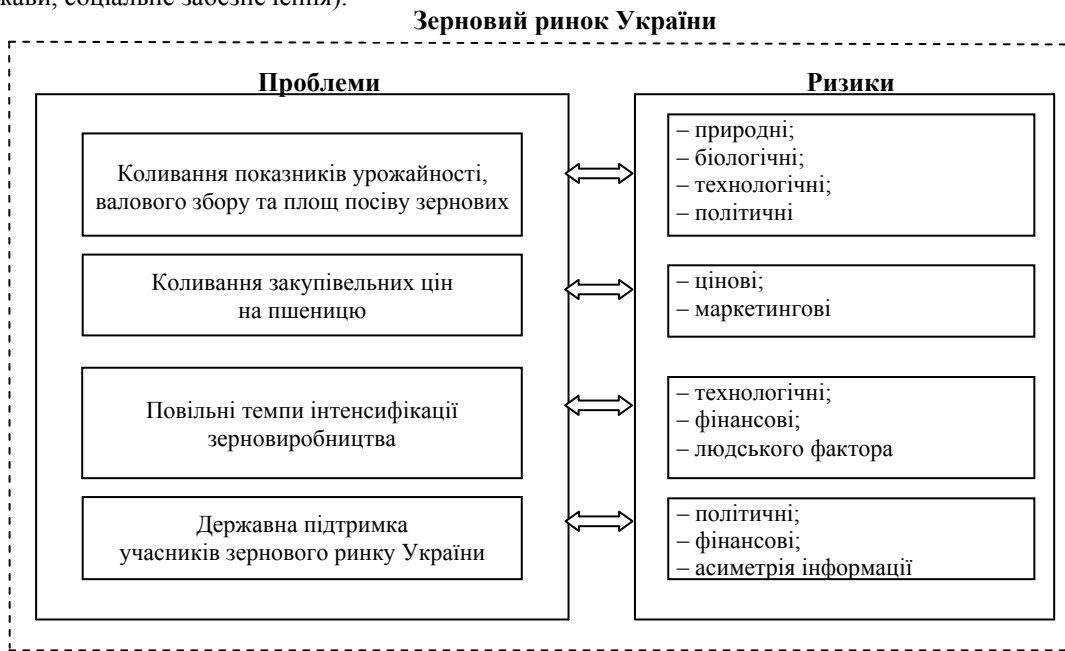 соціальне забезпечення).
Зерновий ринок України
Проблеми
Ризики
Коливання показників урожайності,
валового збору та площ посіву зернових
– природні;
– біологічні;
– технологічні;
– політичні
Коливання закупівельних цін
на пшеницю
– цінові;
– маркетингові
Повільні темпи інтенсифікації
зерновиробництва
– технологічні;
– фінансові;
– людського фактора
Державна підтримка
учасників зернового ринку України
– політичні;
– фінансові;
– асиметрія інформації